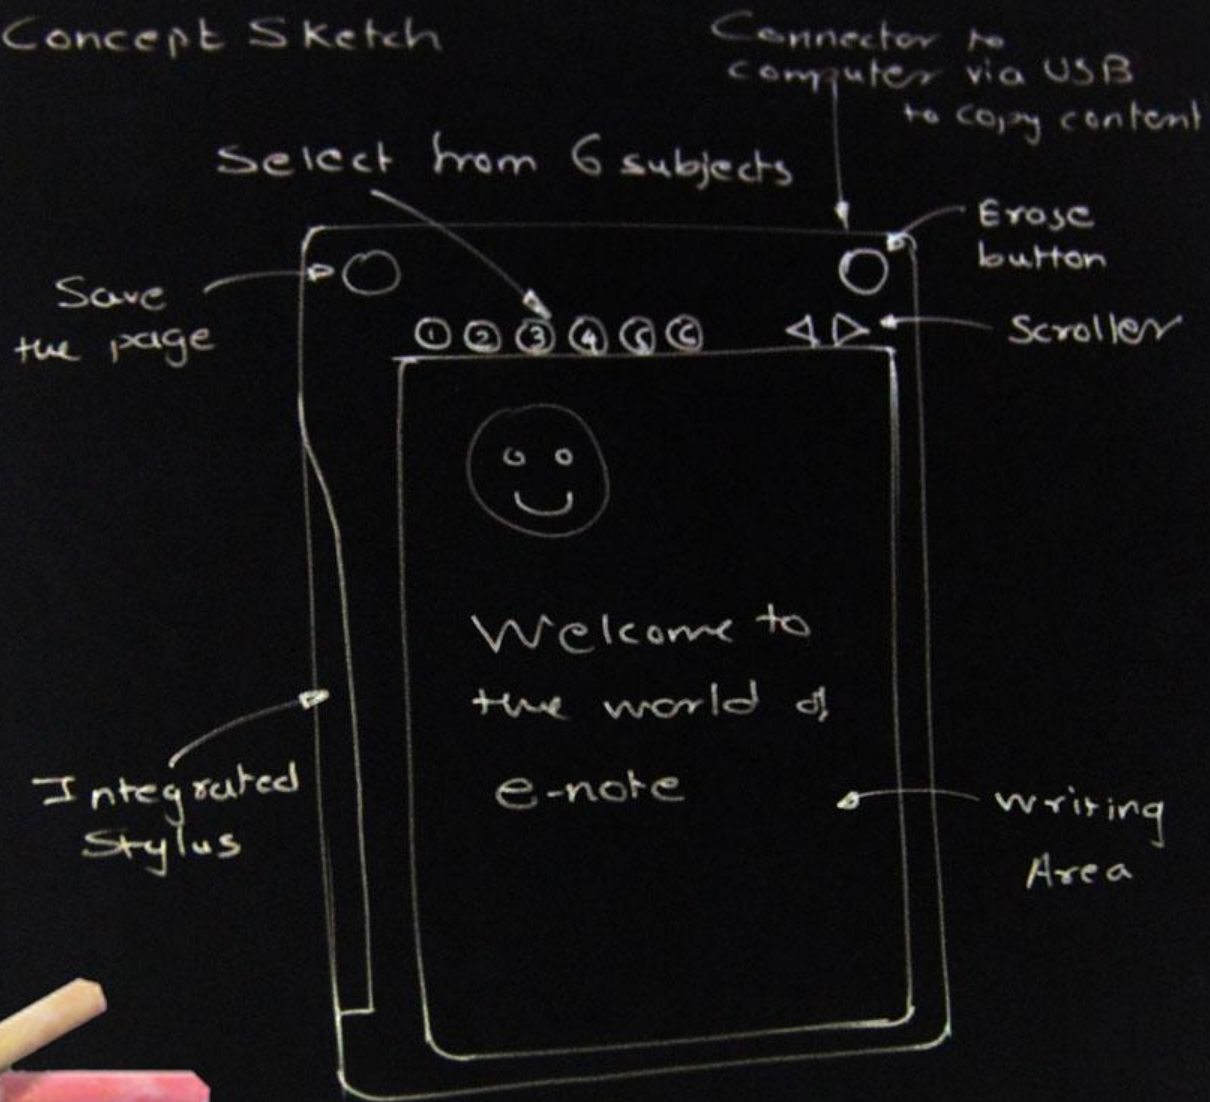 Concept Sketch
Connector to
computer via USB
to copy content
Select from 6 subjects
Erase
button
Save
the page
Scroller
1 2 3 4 5 6
Welcome to
the world of
e-note
Integrated
Stylus
Writing
Area